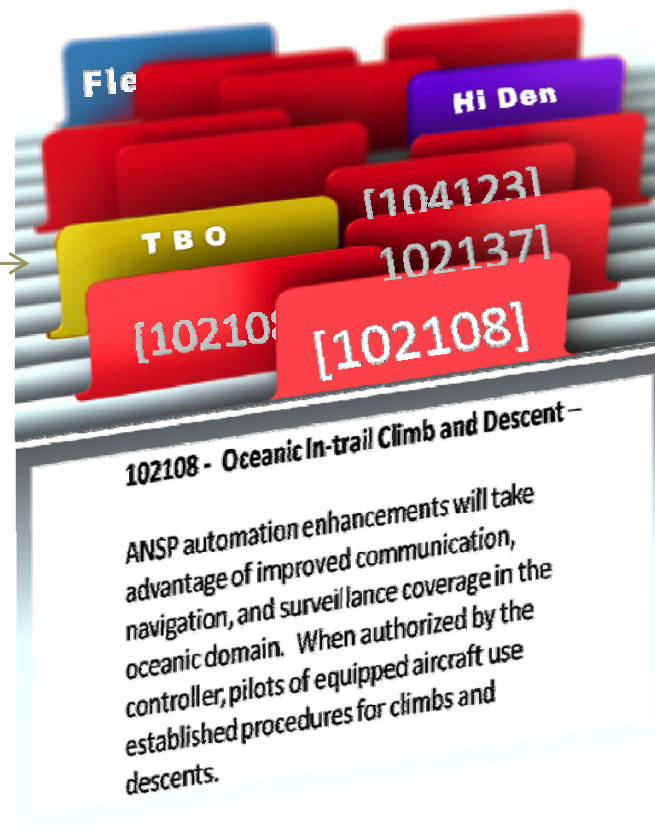 Fle
Hi Den
[104123]
T B O
102137]
[102108
[102108]
102108 - Oceanic In-trail Climb and Descent –
ANSP automation enhancements will take
advantage of improved communication,
navigation, and surveillance coverage in the
oceanic domain. When authorized by the
controller, pilots of equipped aircraft use
established procedures for climbs and
descents.